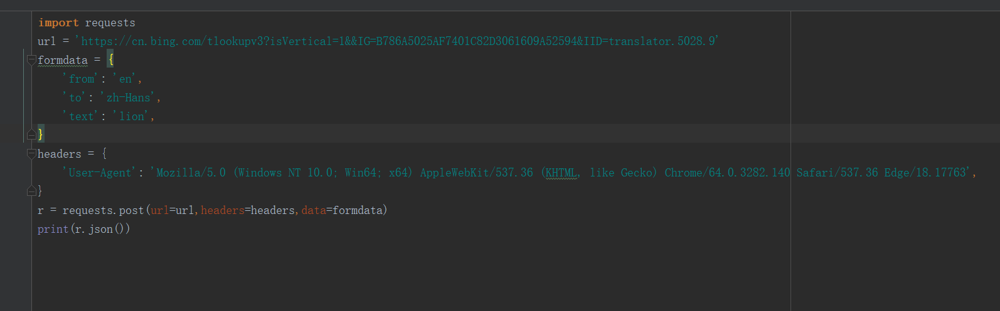 import requests
url = 'https://cn.bing.com/tlookupv3?isVertical=1&&IG=B786A5025AF7401C82D3061609A52594&IID=translator.5028.9'
formdata = {
    'from': 'en',
    'to': 'zh-Hans',
    'text': 'lion',
}
headers = {
    'User-Agent': 'Mozilla/5.0 (Windows NT 10.0; Win64; x64) AppleWebKit/537.36 (KHTML, like Gecko) Chrome/64.0.3282.140 Safari/537.36 Edge/18.17763',
}
r = requests.post(url=url,headers=headers,data=formdata)
print(r.json())